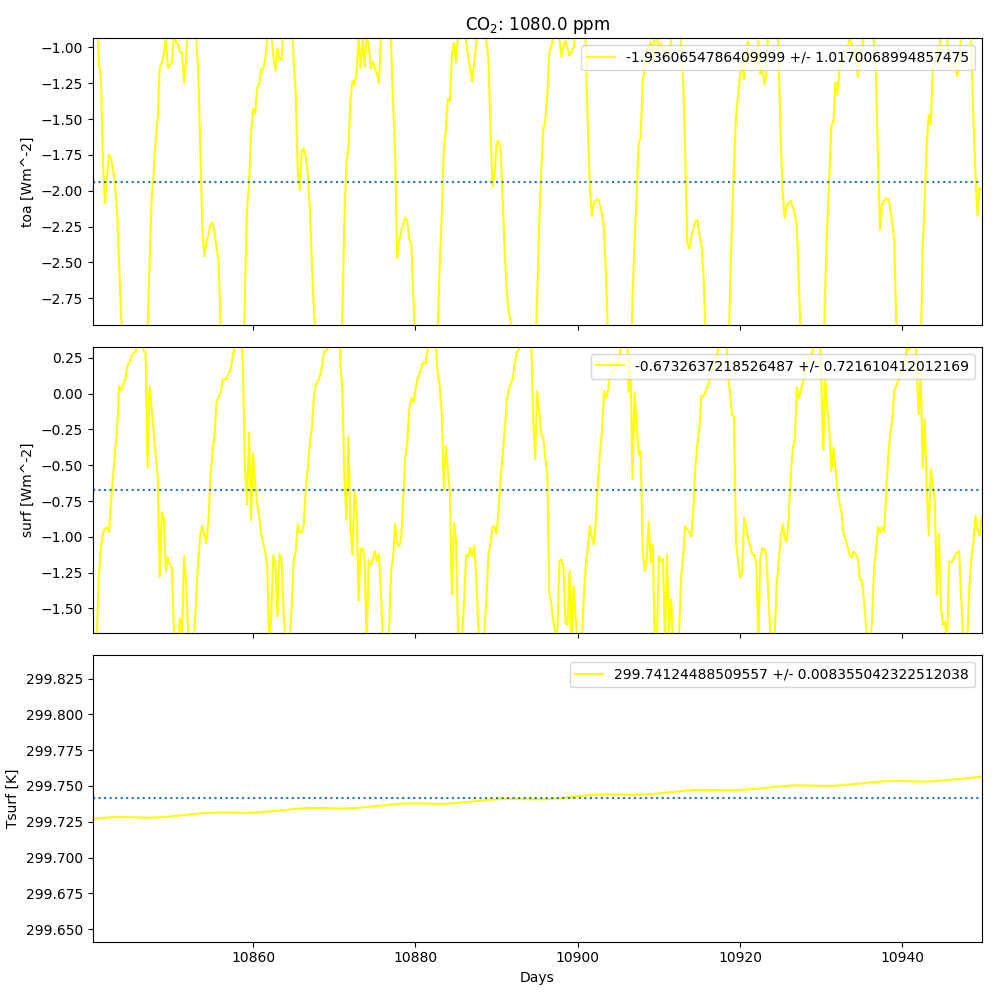 CO₂: 1080.0 ppm
-1.9360654786409999 +/- 1.0170068994857475
toa [Wm^-2]
−1.00
−1.25
−1.50
−1.75
−2.00
−2.25
−2.50
−2.75
-0.6732637218526487 +/- 0.721610412012169
surf [Wm^-2]
0.25
0.00
−0.25
−0.50
−0.75
−1.00
−1.25
−1.50
299.74124488509557 +/- 0.008355042322512038
Tsurf [K]
299.825
299.800
299.775
299.750
299.725
299.700
299.675
299.650
10860 10880 10900 10920 10940
Days